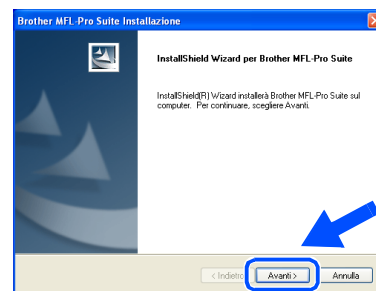 Brother MFL-Pro Suite Installazione
InstallShield Wizard per Brother MFL-Pro Suite
InstallShield(R) Wizard installerà Brother MFL-Pro Suite sul
computer. Per continuare, scegliere Avanti.
< Indietro
Avanti >
Annulla